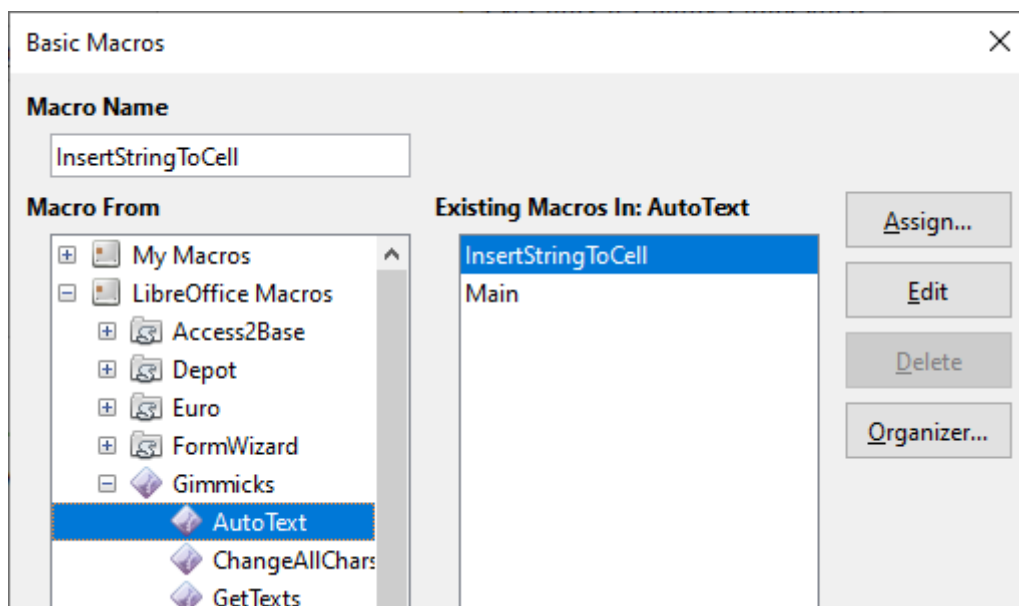 Basic Macros
Macro Name
InsertStringToCell
Macro From
Existing Macros In: AutoText
Assign...
My Macros
InsertStringToCell
LibreOffice Macros
Main
Edit
Access2Base
Depot
Delete
Euro
FormWizard
Organizer...
Gimmicks
AutoText
ChangeAllChars
GetTexts